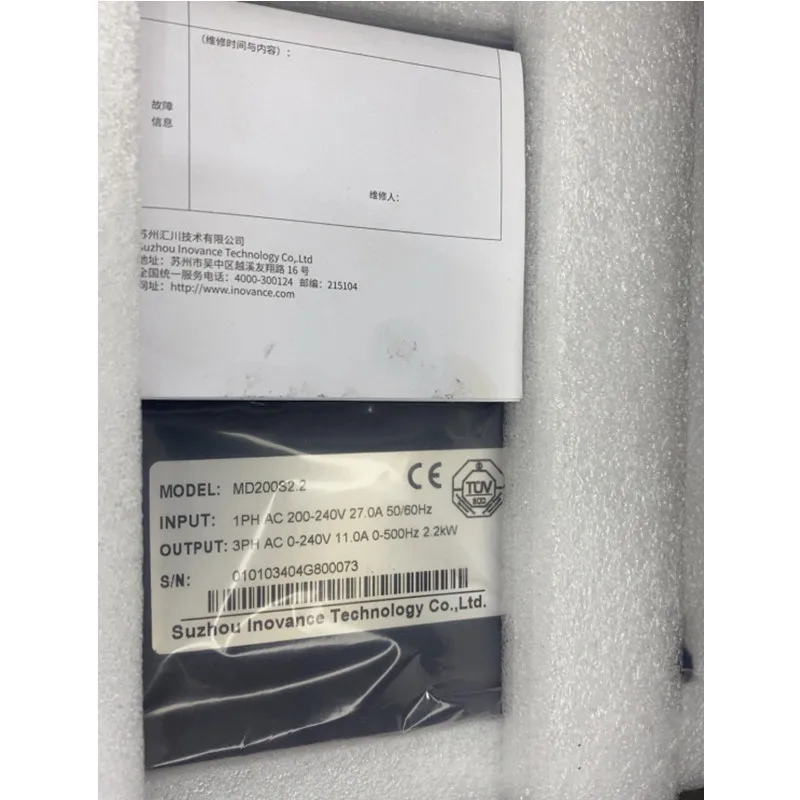 （维修时间与内容）：
故障
信息
维修人：
苏州汇川技术有限公司
Suzhou Inovance Technology Co,.Ltd
地址：苏州市吴中区越溪友翔路 16 号
全国统一服务电话：4000-300124 邮编：215104
网址：http://www.inovance.com
CE
TÜV
MODEL: MD200S2.2
INPUT: 1PH AC 200-240V 27.0A 50/60Hz
OUTPUT: 3PH AC 0-240V 11.0A 0-500Hz 2.2kW
S/N: 010103404G800073
Suzhou Inovance Technology Co.,Ltd.